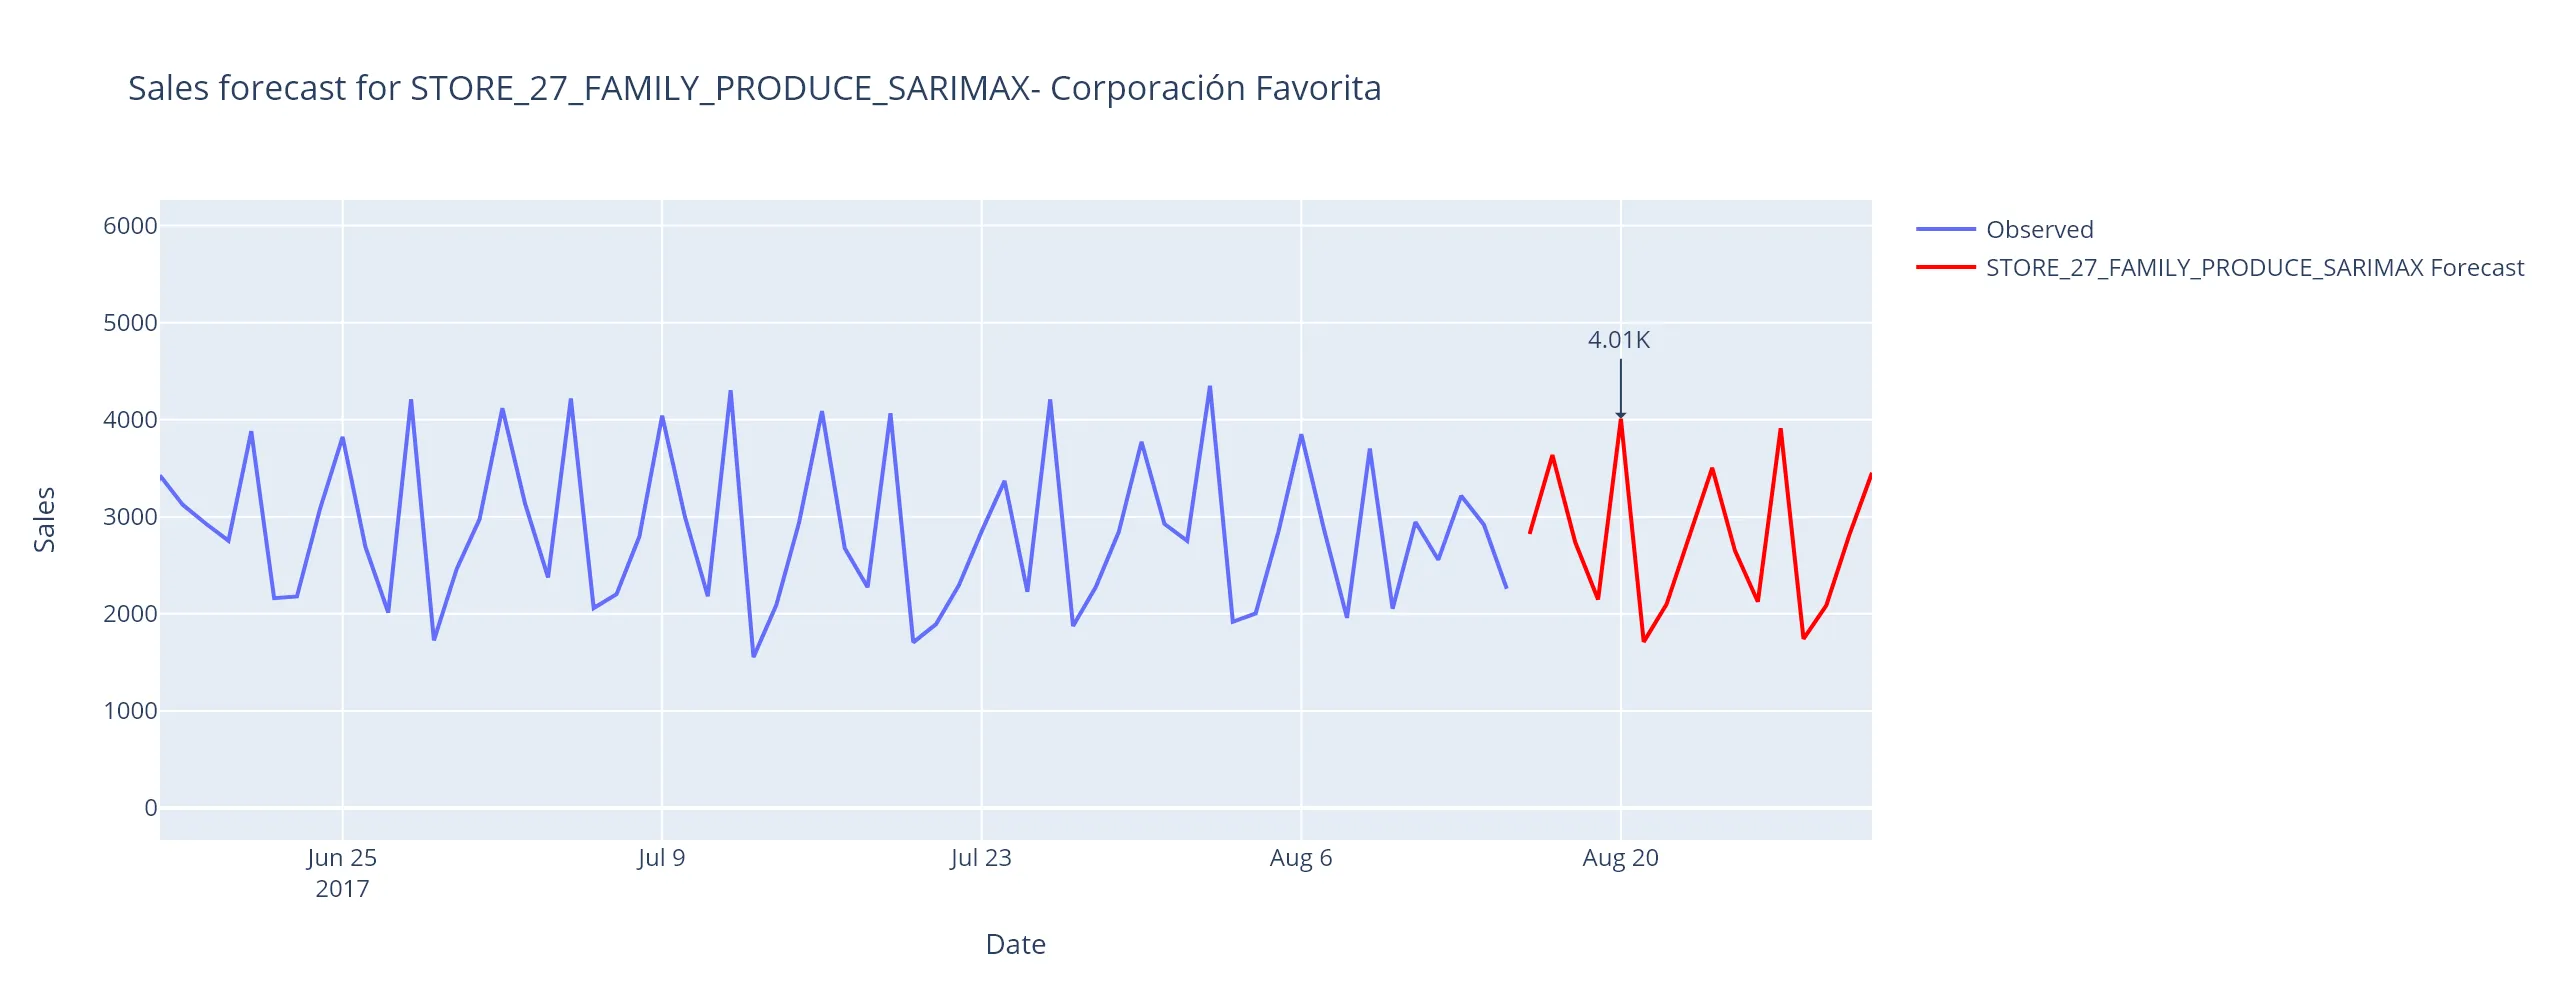 Sales forecast for STORE_27_FAMILY_PRODUCE_SARIMAX- Corporación Favorita
Observed
STORE_27_FAMILY_PRODUCE_SARIMAX Forecast
6000
5000
4000
3000
2000
1000
0
Sales
4.01K
Jun 25
2017
Jul 9
Jul 23
Aug 6
Aug 20
Date